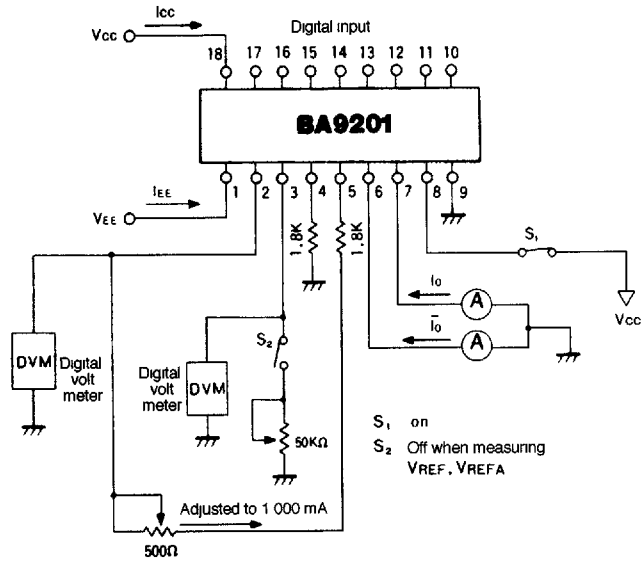 Icc
Digital input
Vcc
18 17 16 15 14 13 12 11 10
BA9201
1 2 3 4 5 6 7 8 9
IEE
VEE
1.8K
1.8K
S1
Io
A
Vcc
Īo
A
S2
DVM
Digital
volt
meter
Digital
volt
meter
DVM
50KΩ
S1 on
S2 Off when measuring
VREF, VREFA
Adjusted to 1 000 mA
500Ω